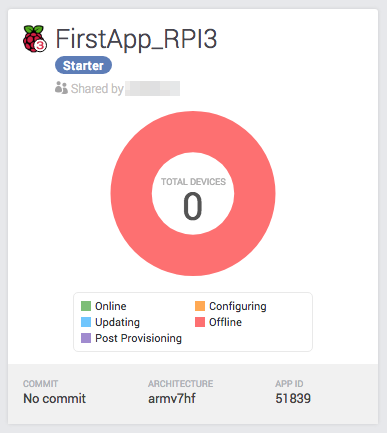 3
FirstApp_RPI3
Starter
Shared by
TOTAL DEVICES
0
Online
Configuring
Updating
Offline
Post Provisioning
COMMIT
ARCHITECTURE
APP ID
No commit
armv7hf
51839